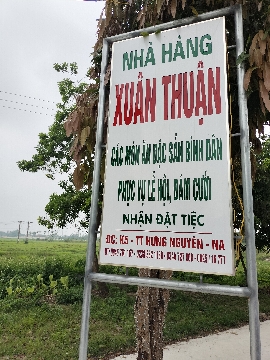 NHÀ HÀNG
XUÂN THUẬN
CÁC MÓN ĂN ĐẶC SẢN BÌNH DÂN
PHỤC VỤ LỄ HỘI, ĐÁM CƯỚI
NHẬN ĐẶT TIỆC
ĐC: K5 - TT HƯNG NGUYÊN - NA